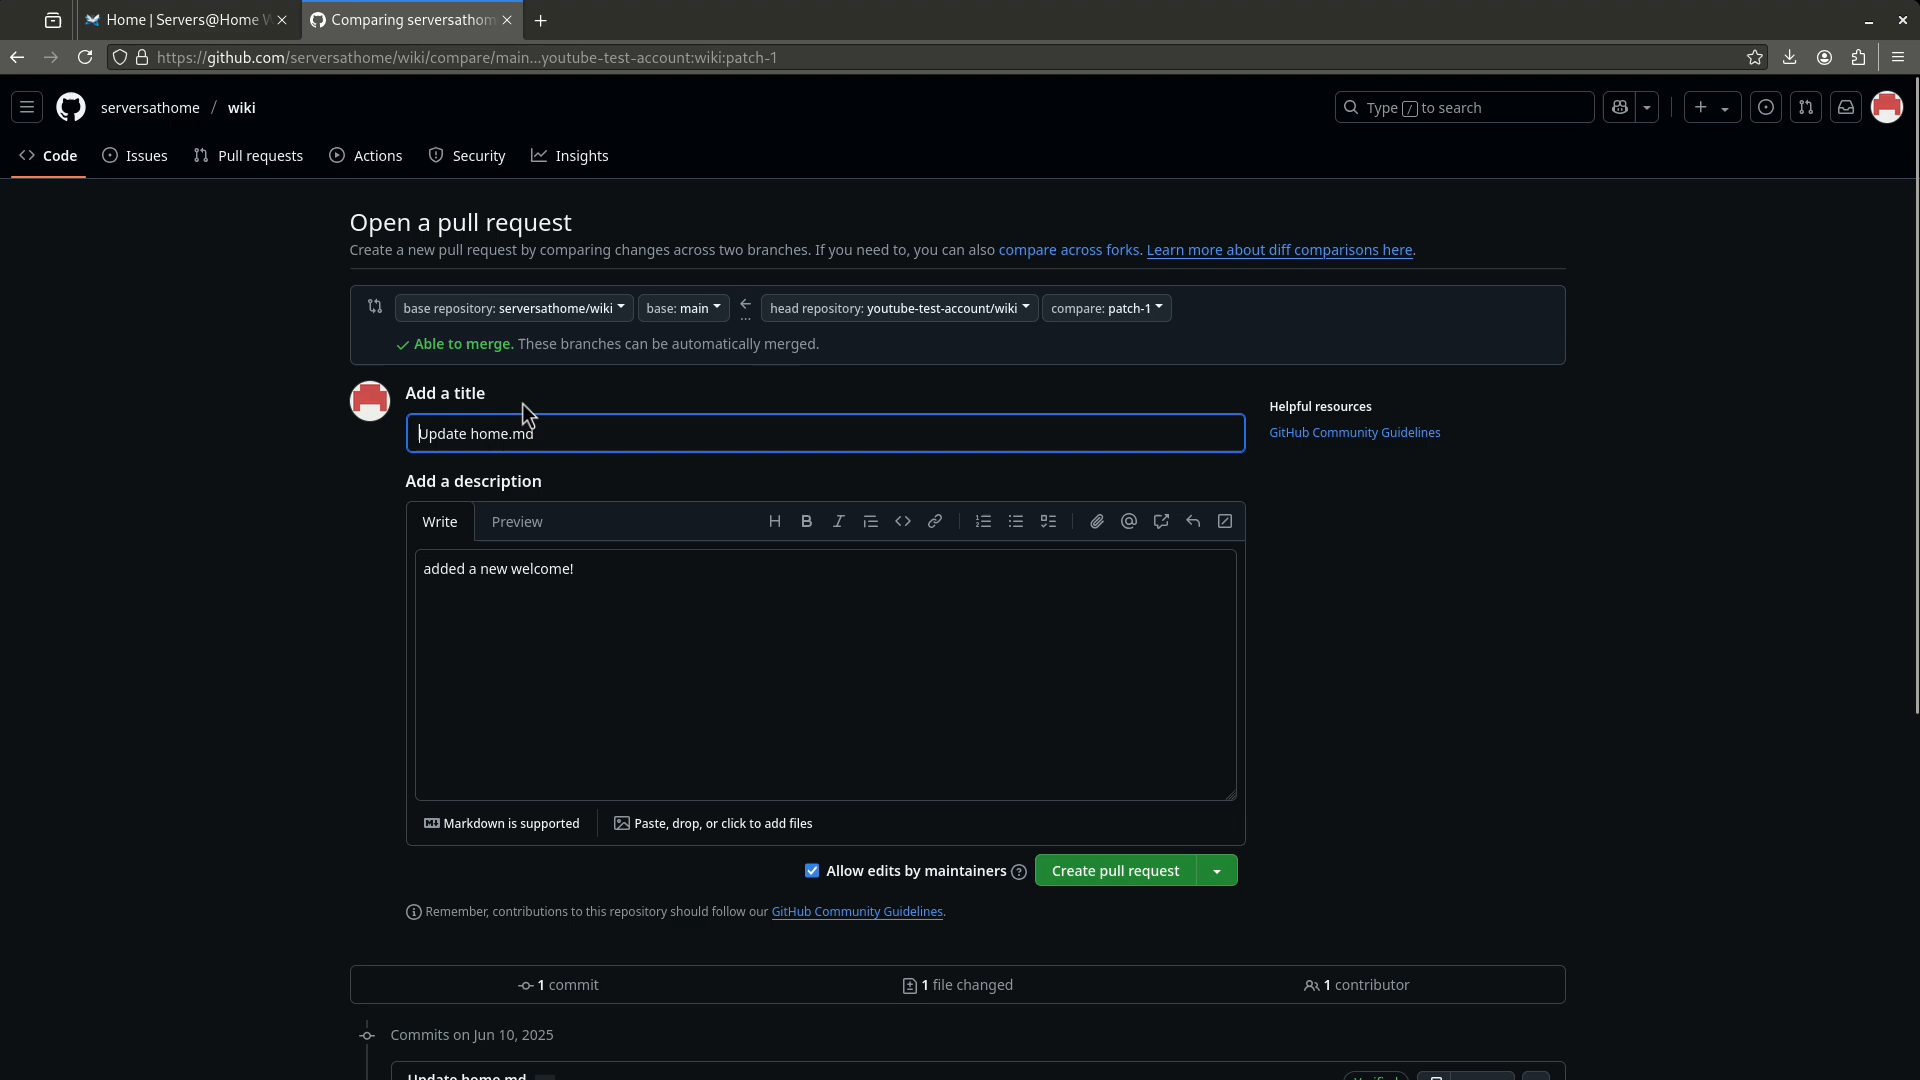 Home | Servers@Home W
Comparing serversathom
https://github.com/serversathome/wiki/compare/main...youtube-test-account:wiki:patch-1
serversathome / wiki
Type / to search
Code
Issues
Pull requests
Actions
Security
Insights
Open a pull request
Create a new pull request by comparing changes across two branches. If you need to, you can also compare across forks. Learn more about diff comparisons here.
base repository: serversathome/wiki
base: main
head repository: youtube-test-account/wiki
compare: patch-1
Able to merge. These branches can be automatically merged.
Add a title
Update home.md
Helpful resources
GitHub Community Guidelines
Add a description
Write
Preview
added a new welcome!
Markdown is supported
Paste, drop, or click to add files
Allow edits by maintainers
Create pull request
Remember, contributions to this repository should follow our GitHub Community Guidelines.
1 commit
1 file changed
1 contributor
Commits on Jun 10, 2025
Update home.md
Verified